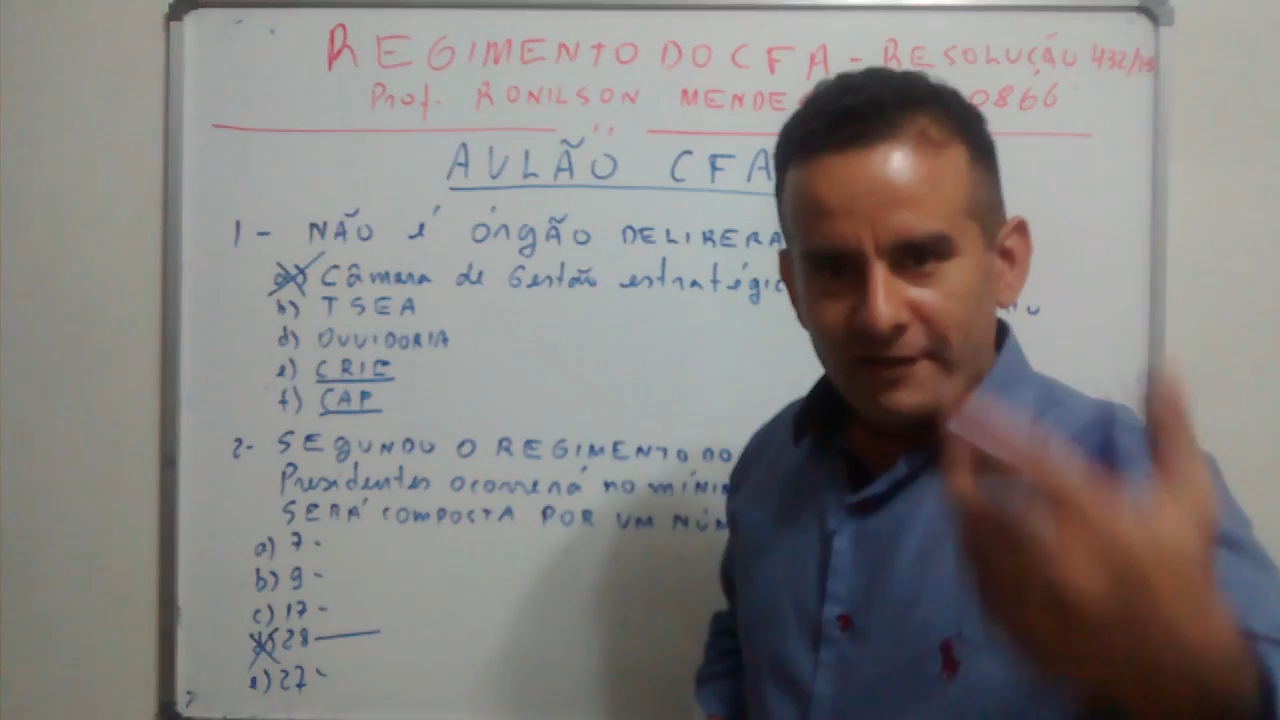 REGIMENTO DO CFA - RESOLUÇÃO 432/13
Prof. RONILSON MENDE 0866
AULÃO CFA
1 - NÃO é ÓRGÃO DELIBERA
a) Câmara de Gestão estratégic
b) TSEA
d) OUVIDORIA
e) CRIE
f) CAP
2- SEGUNDO O REGIMENTO DO
Presidentes ocorrerá no mínim
SERÁ COMPOSTA POR UM NÚM
a) 7 -
b) 9 -
c) 17 -
28
e) 27 -